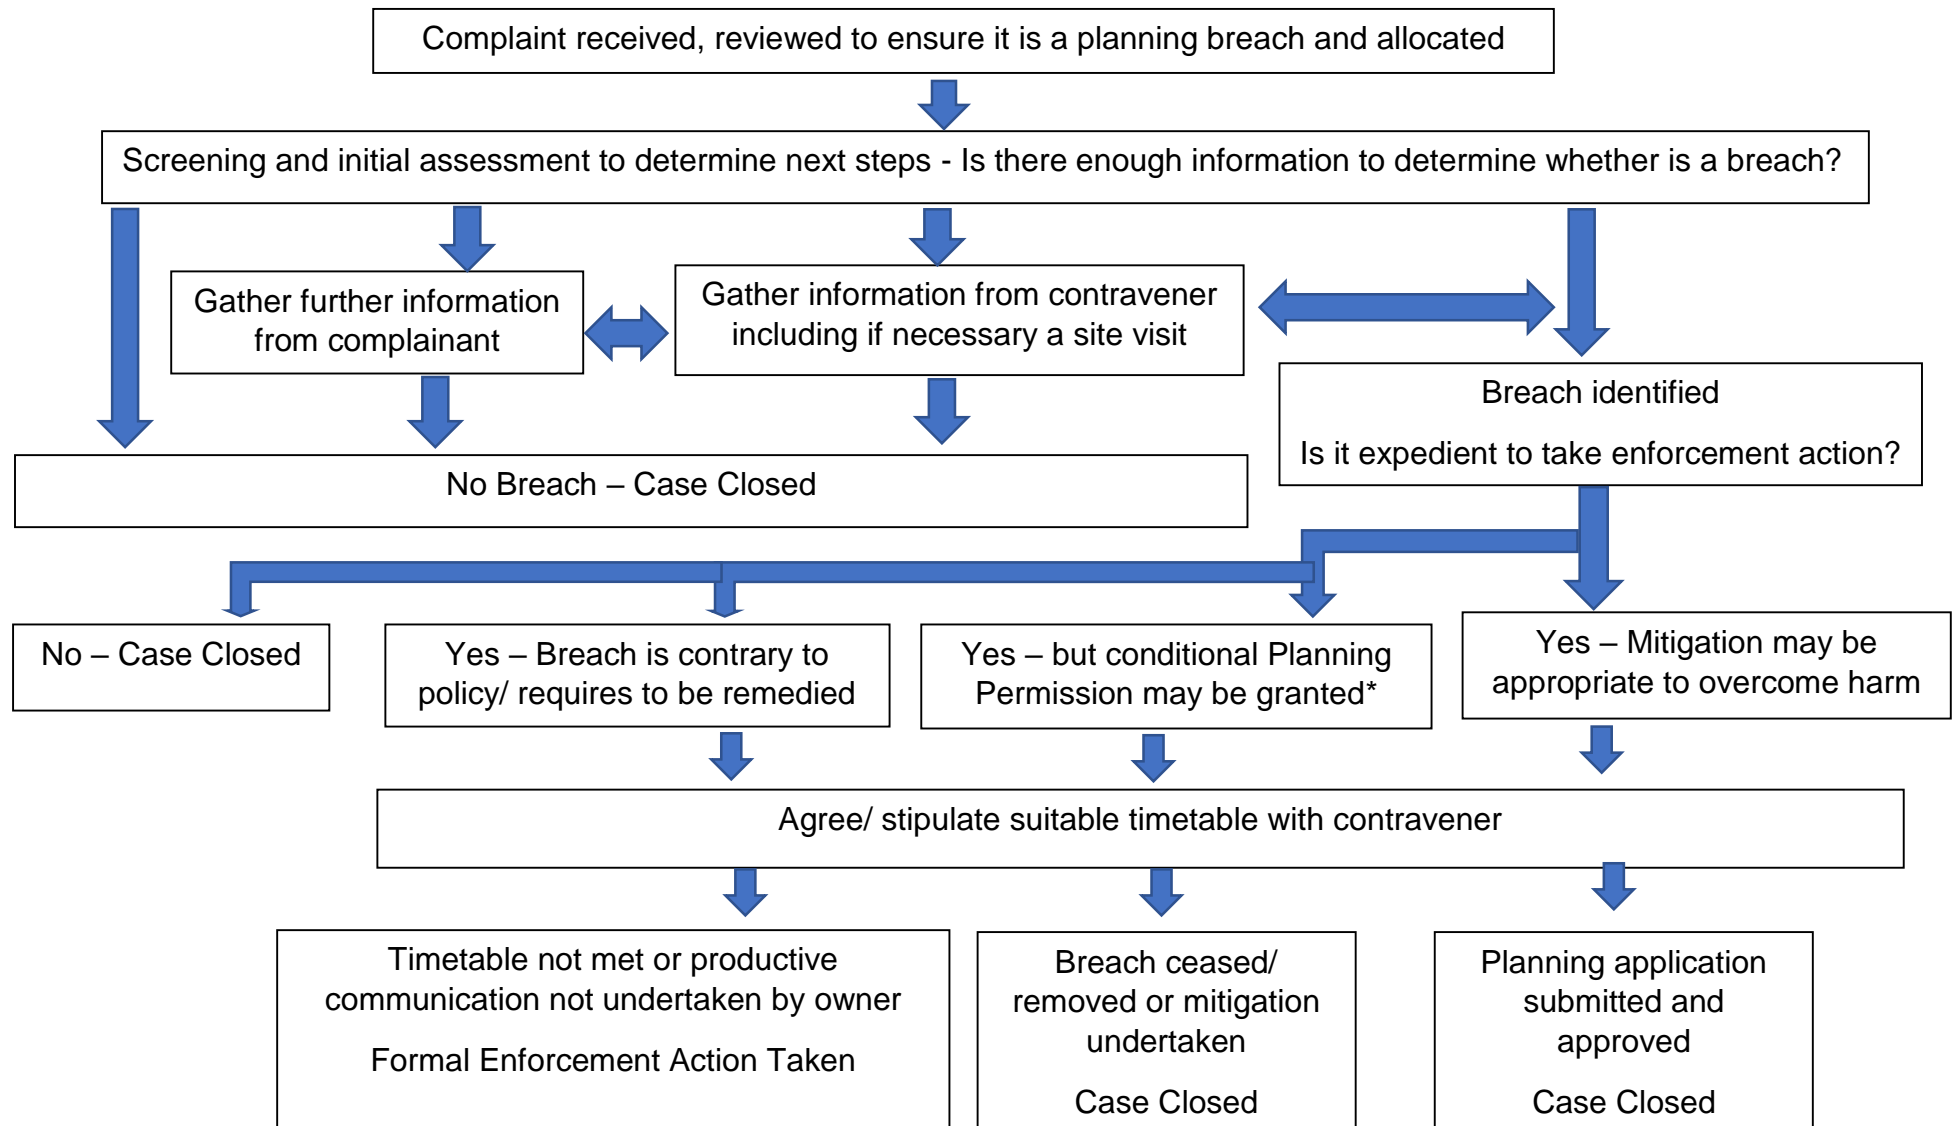 Complaint received, reviewed to ensure it is a planning breach and allocated
Screening and initial assessment to determine next steps - Is there enough information to determine whether is a breach?
Gather further information
from complainant
Gather information from contravener
including if necessary a site visit
Breach identified
Is it expedient to take enforcement action?
No Breach – Case Closed
No – Case Closed
Yes – Breach is contrary to
policy/ requires to be remedied
Yes – but conditional Planning
Permission may be granted*
Yes – Mitigation may be
appropriate to overcome harm
Agree/ stipulate suitable timetable with contravener
Timetable not met or productive
communication not undertaken by owner
Formal Enforcement Action Taken
Breach ceased/
removed or mitigation
undertaken
Case Closed
Planning application
submitted and
approved
Case Closed